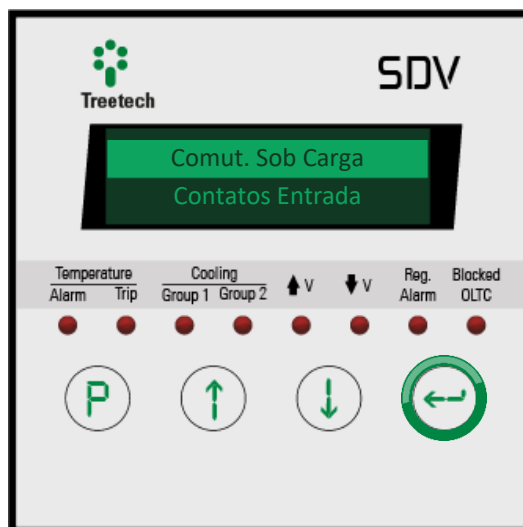 Treetech
SDV
Comut. Sob Carga
Contatos Entrada
Temperature
Alarm Trip
Cooling
Group 1 Group 2
V
V
Reg.
Alarm
Blocked
OLTC
P